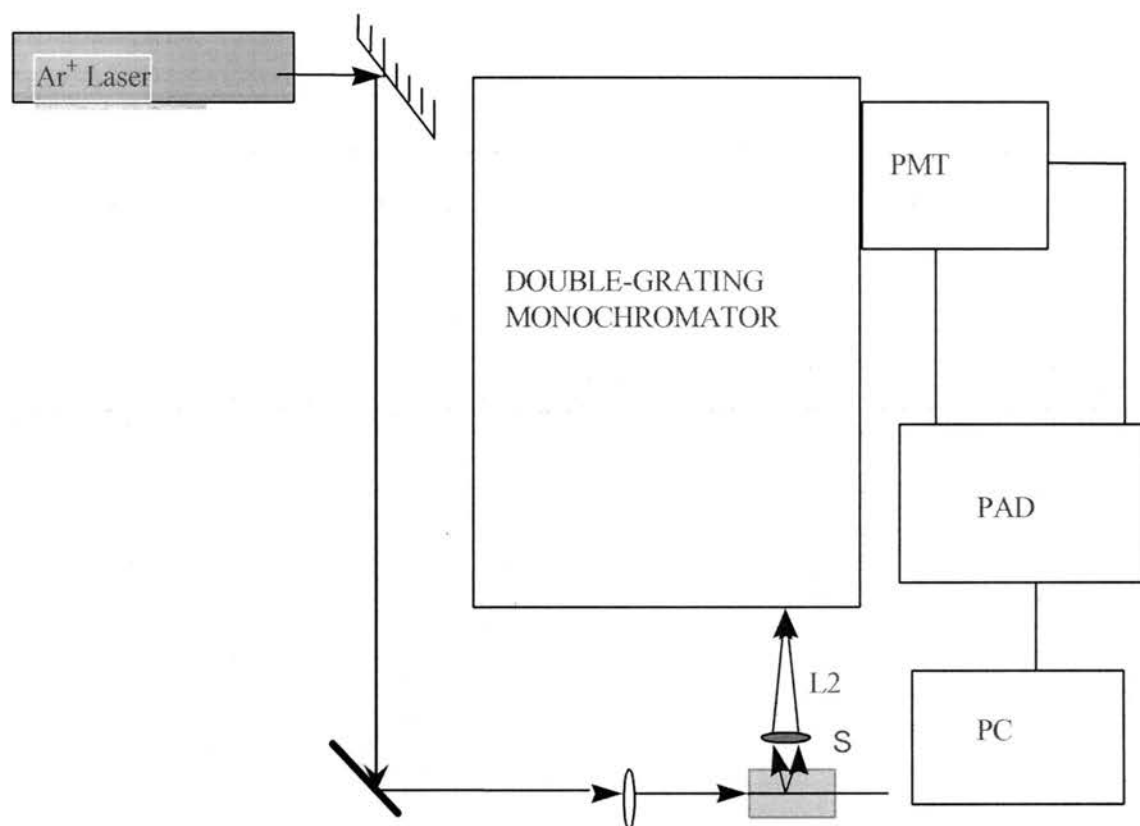 Ar⁺ Laser
PMT
DOUBLE-GRATING
MONOCHROMATOR
PAD
L2
S
PC